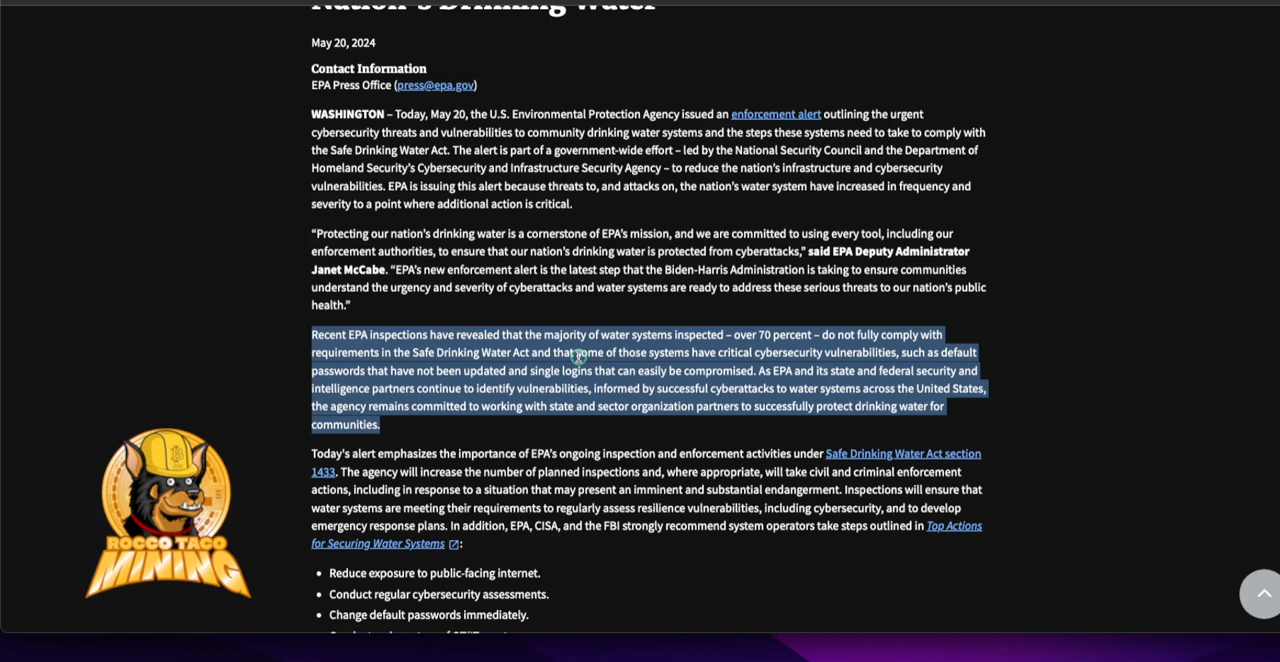 Nation's Drinking Water
May 20, 2024
Contact Information
EPA Press Office (press@epa.gov)
WASHINGTON – Today, May 20, the U.S. Environmental Protection Agency issued an enforcement alert outlining the urgent
cybersecurity threats and vulnerabilities to community drinking water systems and the steps these systems need to take to comply with
the Safe Drinking Water Act. The alert is part of a government-wide effort – led by the National Security Council and the Department of
Homeland Security's Cybersecurity and Infrastructure Security Agency – to reduce the nation's infrastructure and cybersecurity
vulnerabilities. EPA is issuing this alert because threats to, and attacks on, the nation's water system have increased in frequency and
severity to a point where additional action is critical.
“Protecting our nation's drinking water is a cornerstone of EPA's mission, and we are committed to using every tool, including our
enforcement authorities, to ensure that our nation's drinking water is protected from cyberattacks,” said EPA Deputy Administrator
Janet McCabe. “EPA's new enforcement alert is the latest step that the Biden-Harris Administration is taking to ensure communities
understand the urgency and severity of cyberattacks and water systems are ready to address these serious threats to our nation's public
health.”
Recent EPA inspections have revealed that the majority of water systems inspected – over 70 percent – do not fully comply with
requirements in the Safe Drinking Water Act and that some of those systems have critical cybersecurity vulnerabilities, such as default
passwords that have not been updated and single logins that can easily be compromised. As EPA and its state and federal security and
intelligence partners continue to identify vulnerabilities, informed by successful cyberattacks to water systems across the United States,
the agency remains committed to working with state and sector organization partners to successfully protect drinking water for
communities.
Today's alert emphasizes the importance of EPA's ongoing inspection and enforcement activities under Safe Drinking Water Act section
1433. The agency will increase the number of planned inspections and, where appropriate, will take civil and criminal enforcement
actions, including in response to a situation that may present an imminent and substantial endangerment. Inspections will ensure that
water systems are meeting their requirements to regularly assess resilience vulnerabilities, including cybersecurity, and to develop
emergency response plans. In addition, EPA, CISA, and the FBI strongly recommend system operators take steps outlined in Top Actions
for Securing Water Systems:
• Reduce exposure to public-facing internet.
• Conduct regular cybersecurity assessments.
• Change default passwords immediately.
ROCCO TACO
MINING